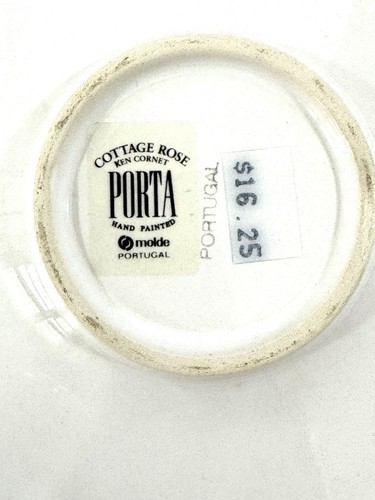 COTTAGE ROSE
KEN CORNET
PORTA
HAND PAINTED
molde
PORTUGAL
PORTUGAL
$16.25